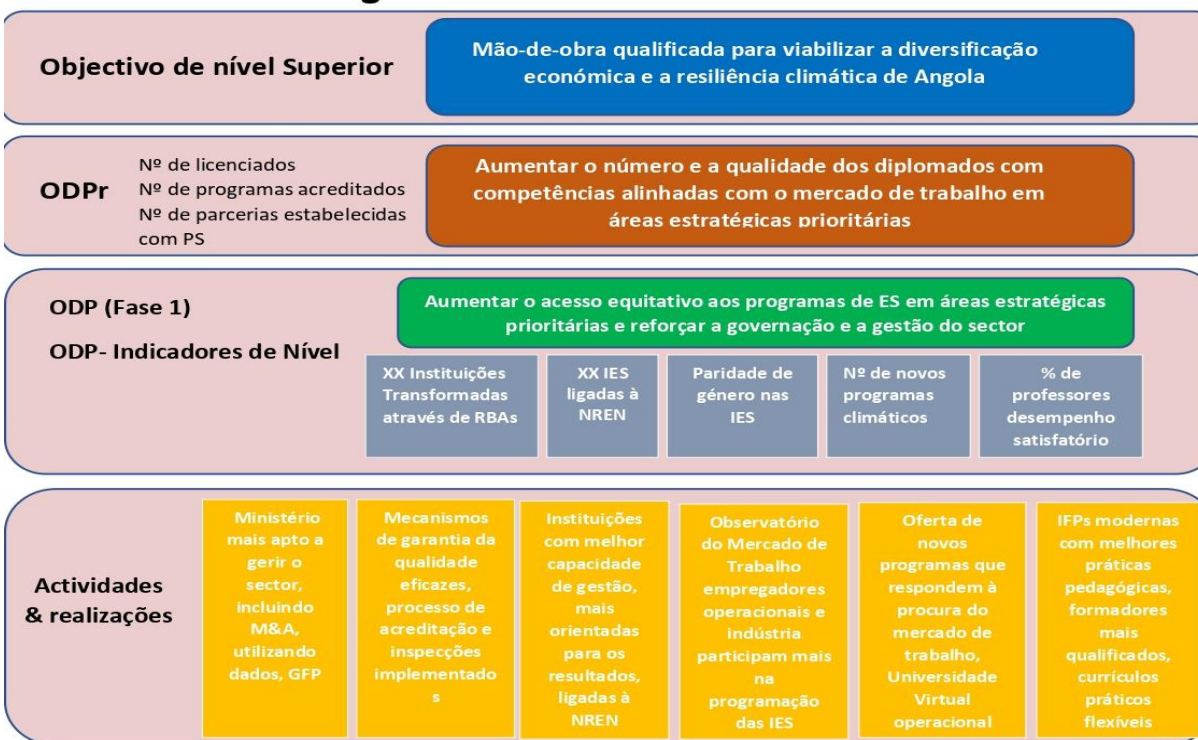 Objectivo de nível Superior
Mão-de-obra qualificada para viabilizar a diversificação
económica e a resiliência climática de Angola
ODPr
Nº de licenciados
Nº de programas acreditados
Nº de parcerias estabelecidas
com PS
Aumentar o número e a qualidade dos diplomados com
competências alinhadas com o mercado de trabalho em
áreas estratégicas prioritárias
ODP (Fase 1)
ODP- Indicadores de Nível
Aumentar o acesso equitativo aos programas de ES em áreas estratégicas
prioritárias e reforçar a governação e a gestão do sector
XX Instituições
Transformadas
através de RBAs
XX IES
ligadas à
NREN
Paridade de
género nas
IES
Nº de novos
programas
climáticos
% de
professores
desempenho
satisfatório
Actividades
& realizações
Ministério
mais apto a
gerir o
sector,
incluindo
M&A,
utilizando
dados, GFP
Mecanismos
de garantia da
qualidade
eficazes,
processo de
acreditação e
inspecções
implementado
s
Instituições
com melhor
capacidade
de gestão,
mais
orientadas
para os
resultados,
ligadas à
NREN
Observatório
do Mercado de
Trabalho
empregadores
operacionais e
indústria
participam mais
na
programação
das IES
Oferta de
novos
programas que
respondem à
procura do
mercado de
trabalho,
Universidade
Virtual
operacional
IFPs modernas
com melhores
práticas
pedagógicas,
formadores
mais
qualificados,
currículos
práticos
flexíveis